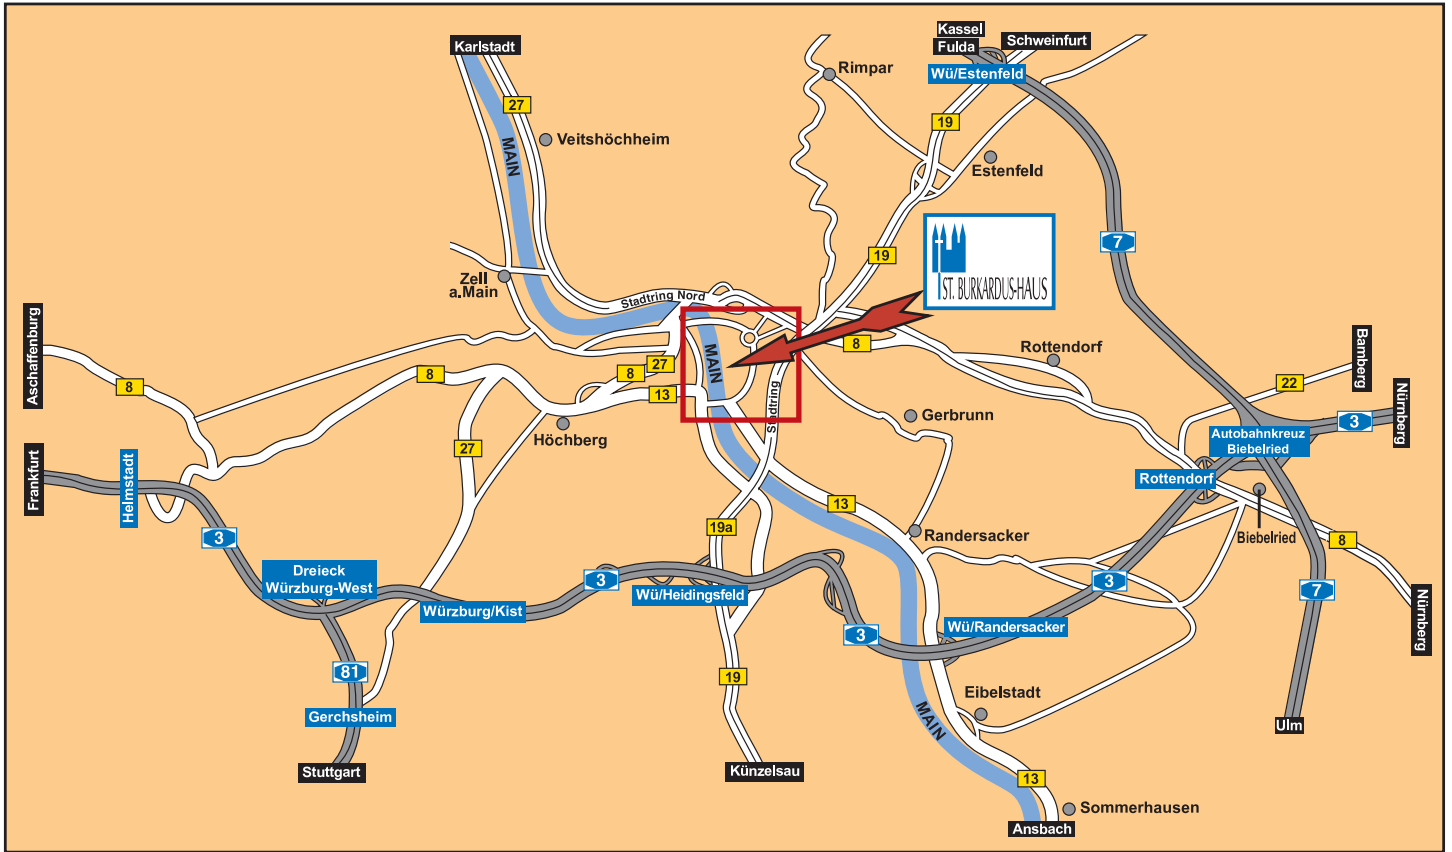 Kassel
Fulda
Schweinfurt
Karlstadt
Rimpar
Wü/Estenfeld
27
19
Veitshöchheim
MAIN
Estenfeld
7
19
ST. BURKARDUS-HAUS
Zell
a.Main
Stadtring Nord
Aschaffenburg
8
8
8
27
13
MAIN
8
Stadtring
Rottendorf
22
Bamberg
Nürnberg
3
Gerbrunn
Höchberg
27
Autobahnkreuz
Biebelried
Frankfurt
Helmstadt
Rottendorf
Biebelried
13
19a
Randersacker
8
3
Dreieck
Würzburg-West
3
3
7
Würzburg/Kist
Wü/Heidingsfeld
Wü/Randersacker
3
Nürnberg
81
19
Eibelstadt
MAIN
Gerchsheim
Ulm
Stuttgart
Künzelsau
13
Sommerhausen
Ansbach